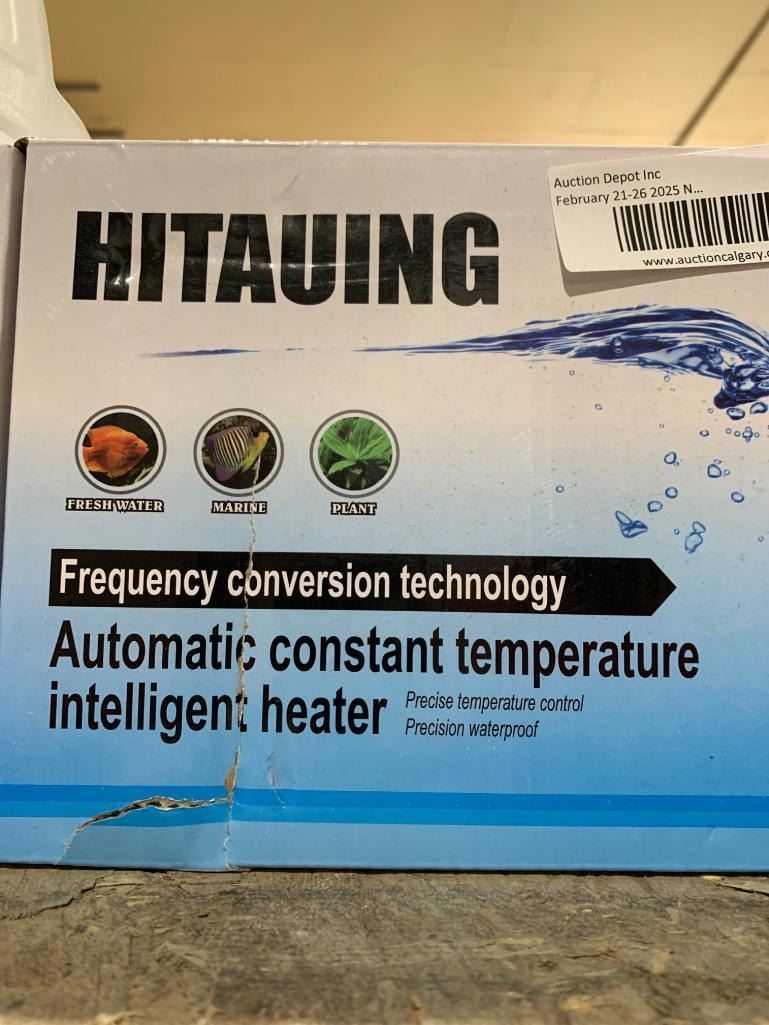 Auction Depot Inc
February 21-26 2025 N...
www.auctioncalgary.c
HITAUING
FRESH WATER
MARINE
PLANT
Frequency conversion technology
Automatic constant temperature
intelligent heater
Precise temperature control
Precision waterproof